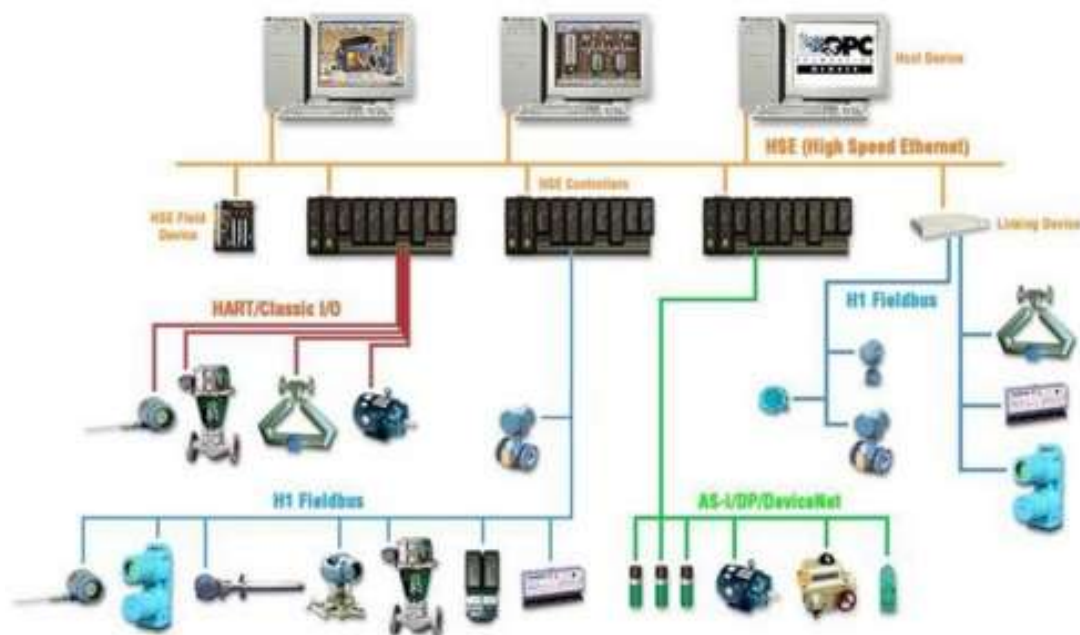 OPC
Host Device
HSE (High Speed Ethernet)
HSE Controllers
HSE Field
Device
Linking Device
HART/Classic I/O
H1 Fieldbus
H1 Fieldbus
AS-I/DP/DeviceNet